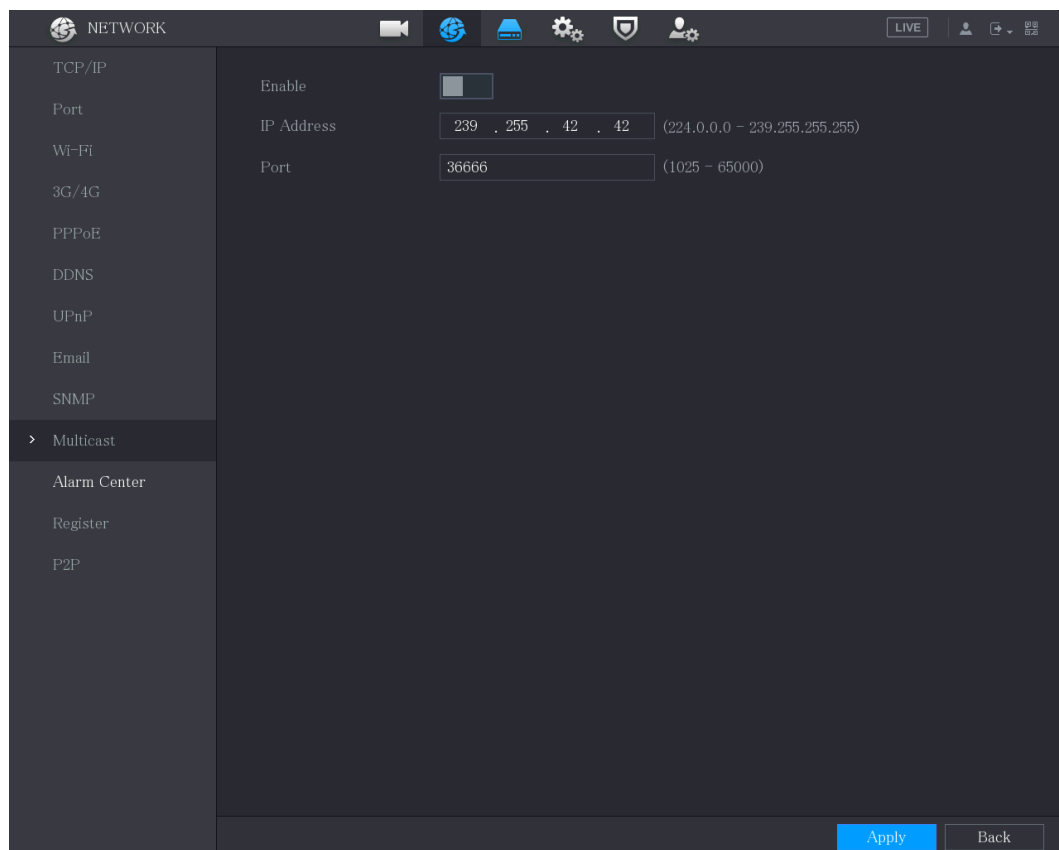 NETWORK
LIVE
TCP/IP
Port
Wi-Fi
3G/4G
PPPoE
DDNS
UPnP
Email
SNMP
Multicast
Alarm Center
Register
P2P
Enable
IP Address 239 . 255 . 42 . 42 (224.0.0.0 - 239.255.255.255)
Port 36666 (1025 - 65000)
Apply Back